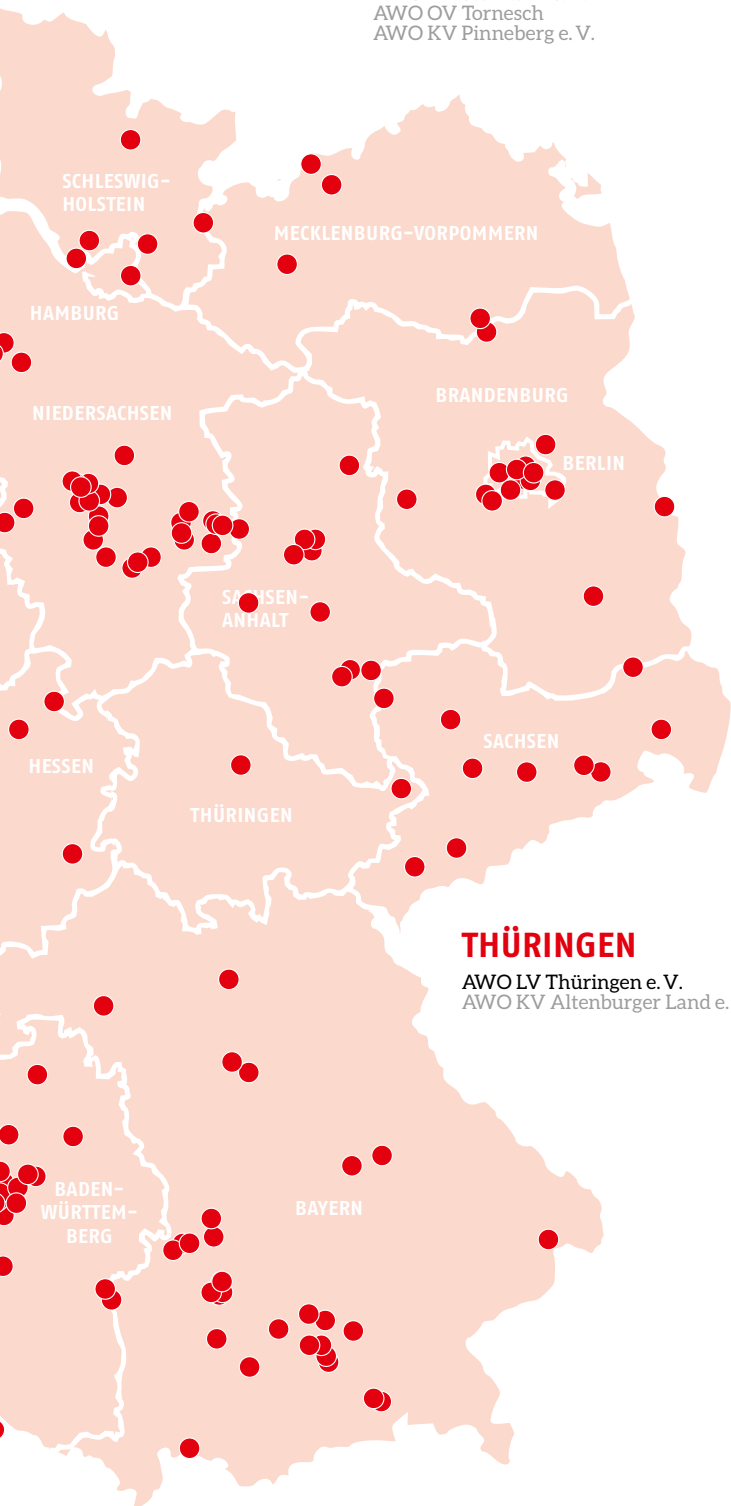 AWO OV Tornesch
AWO KV Pinneberg e. V.
SCHLESWIG-
HOLSTEIN
MECKLENBURG-VORPOMMERN
HAMBURG
BRANDENBURG
NIEDERSACHSEN
BERLIN
SACHSEN-
ANHALT
SACHSEN
HESSEN
THÜRINGEN
THÜRINGEN
AWO LV Thüringen e. V.
AWO KV Altenburger Land e.
BADEN-
WÜRTTEM-
BERG
BAYERN